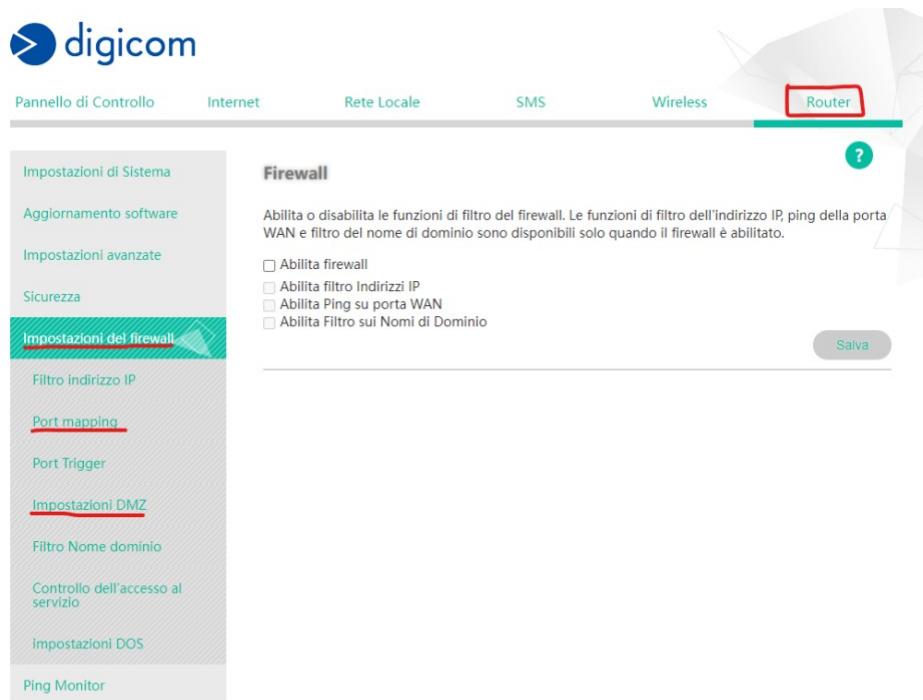 digicom
Pannello di Controllo Internet Rete Locale SMS Wireless Router
?
Impostazioni di Sistema
Aggiornamento software
Impostazioni avanzate
Sicurezza
Impostazioni del firewall
Filtro indirizzo IP
Port mapping
Port Trigger
Impostazioni DMZ
Filtro Nome dominio
Controllo dell'accesso al
servizio
impostazioni DOS
Ping Monitor
Firewall
Abilita o disabilita le funzioni di filtro del firewall. Le funzioni di filtro dell'indirizzo IP, ping della porta
WAN e filtro del nome di dominio sono disponibili solo quando il firewall è abilitato.
Abilita firewall
Abilita filtro Indirizzi IP
Abilita Ping su porta WAN
Abilita Filtro sui Nomi di Dominio
Salva